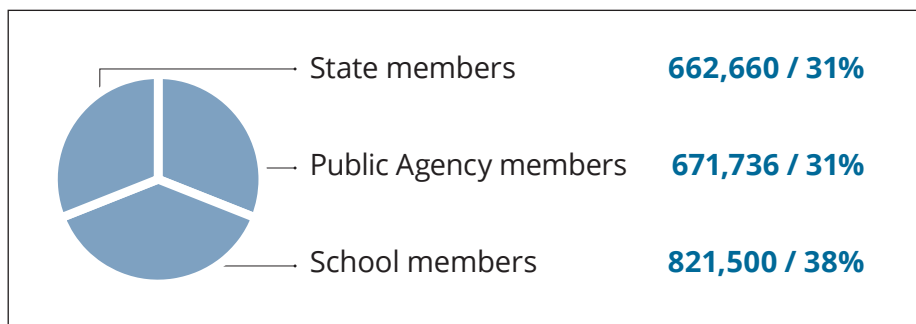 State members 662,660 / 31%
Public Agency members 671,736 / 31%
School members 821,500 / 38%